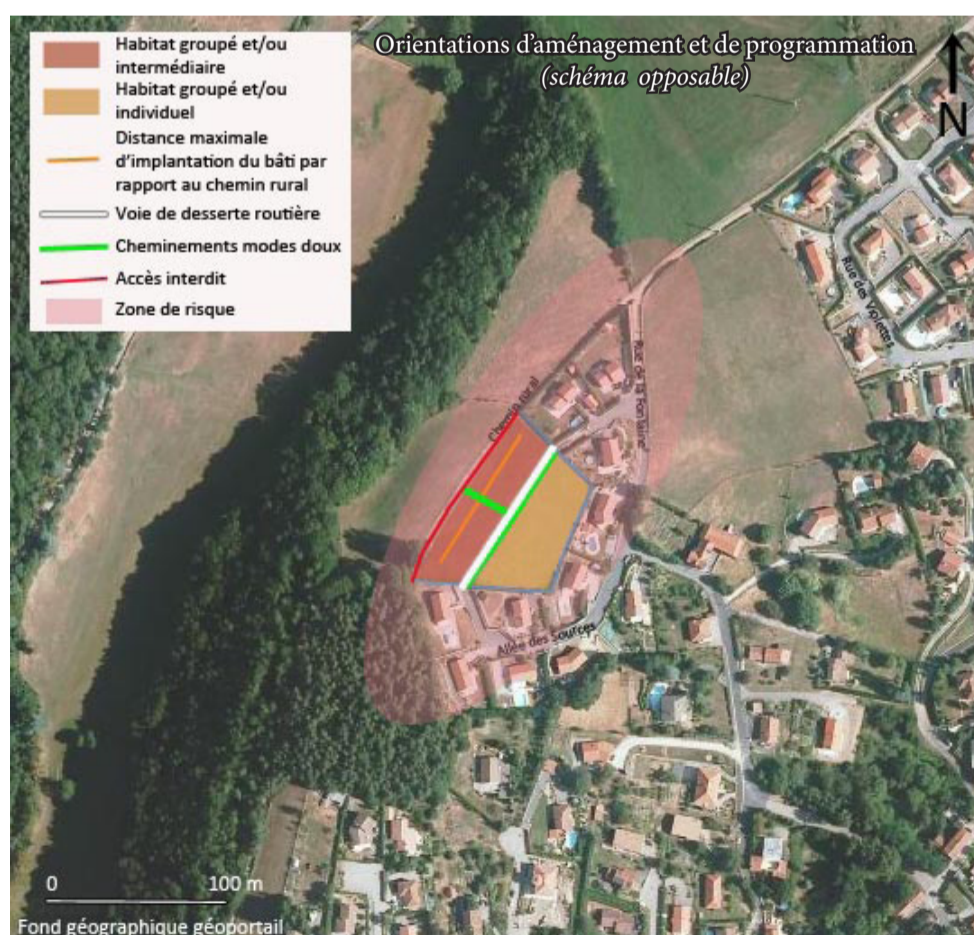 Orientations d'aménagement et de programmation
(schéma opposable)
N
Habitat groupé et/ou
intermédiaire
Habitat groupé et/ou
individuel
Distance maximale
d'implantation du bâti par
rapport au chemin rural
Voie de desserte routière
Cheminements modes doux
Accès interdit
Zone de risque
Rue des Violettes
Rue de la Fontaine
Chemin rural
Allée des Sources
0 100 m
Fond géographique géoportail